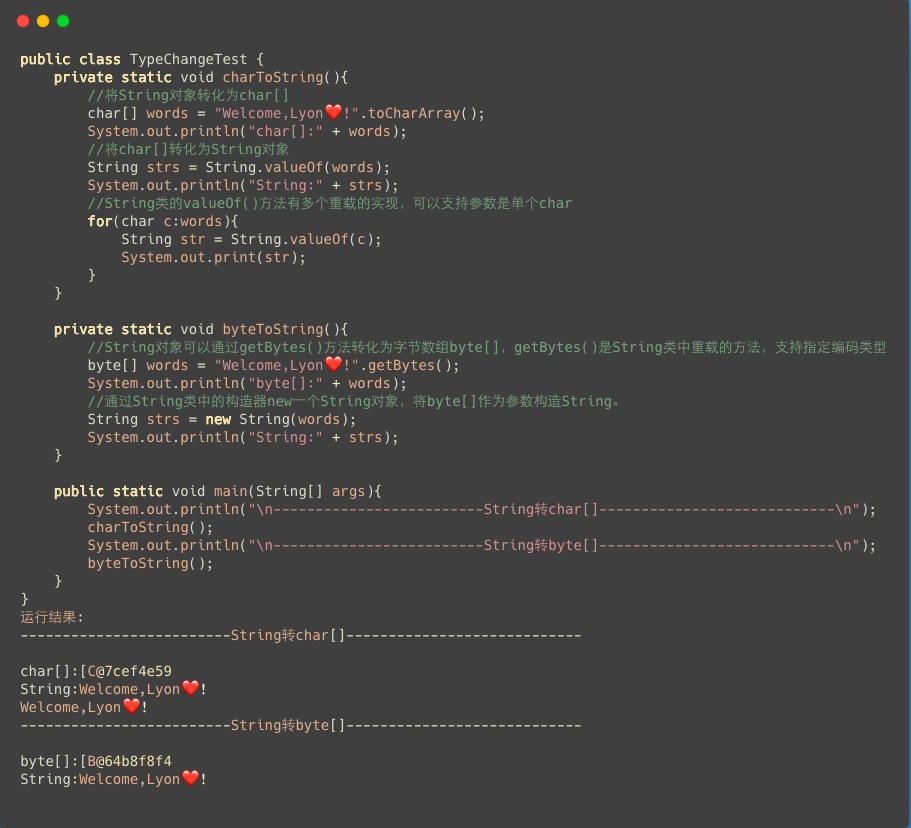 public class TypeChangeTest {
    private static void charToString(){
        //将String对象转化为char[]
        char[] words = "Welcome,Lyon❤️!".toCharArray();
        System.out.println("char[]:" + words);
        //将char[]转化为String对象
        String strs = String.valueOf(words);
        System.out.println("String:" + strs);
        //String类的valueOf()方法有多个重载的实现，可以支持参数是单个char
        for(char c:words){
            String str = String.valueOf(c);
            System.out.print(str);
        }
    }

    private static void byteToString(){
        //String对象可以通过getBytes()方法转化为字节数组byte[]，getBytes()是String类中重载的方法，支持指定编码类型
        byte[] words = "Welcome,Lyon❤️!".getBytes();
        System.out.println("byte[]:" + words);
        //通过String类中的构造器new一个String对象，将byte[]作为参数构造String。
        String strs = new String(words);
        System.out.println("String:" + strs);
    }

    public static void main(String[] args){
        System.out.println("\n-------------------------String转char[]----------------------------\n");
        charToString();
        System.out.println("\n-------------------------String转byte[]----------------------------\n");
        byteToString();
    }
}
运行结果:
-------------------------String转char[]----------------------------

char[]:[C@7cef4e59
String:Welcome,Lyon❤️!
Welcome,Lyon❤️!
-------------------------String转byte[]----------------------------

byte[]:[B@64b8f8f4
String:Welcome,Lyon❤️!